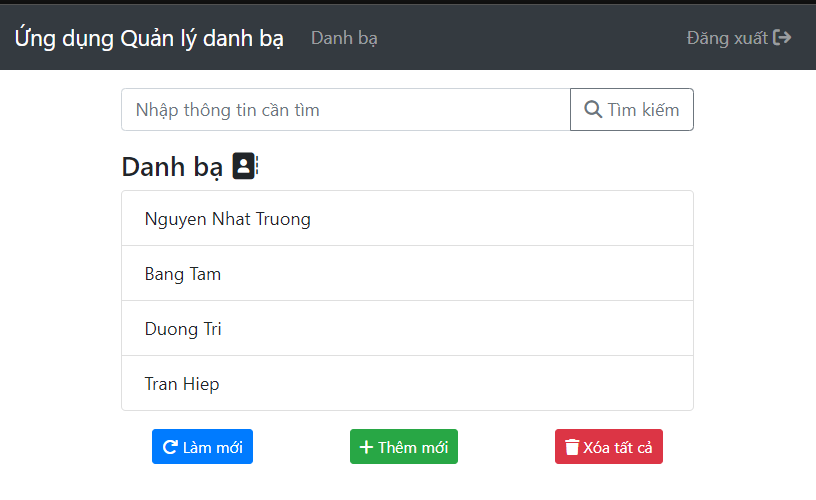 Ứng dụng Quản lý danh bạ Danh bạ Đăng xuất
Nhập thông tin cần tìm Tìm kiếm
Danh bạ
Nguyen Nhat Truong
Bang Tam
Duong Tri
Tran Hiep
Làm mới Thêm mới Xóa tất cả